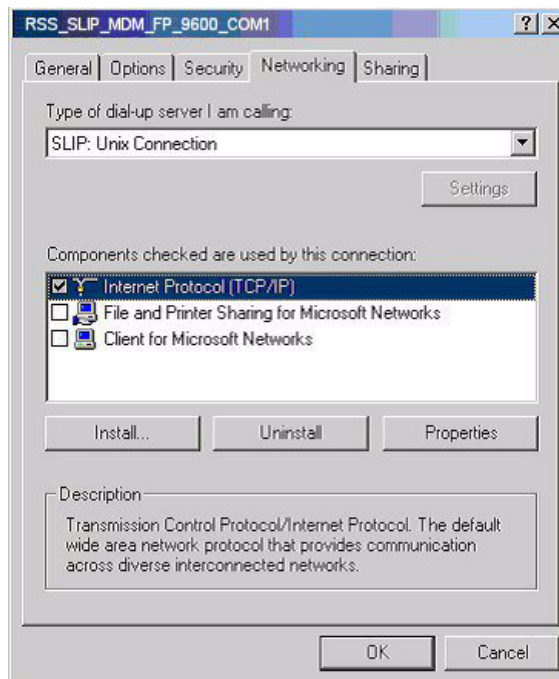 RSS_SLIP_MDM_FP_9600_COM1
General Options Security Networking Sharing
Type of dial-up server I am calling:
SLIP: Unix Connection
Settings
Components checked are used by this connection:
Internet Protocol (TCP/IP)
File and Printer Sharing for Microsoft Networks
Client for Microsoft Networks
Install... Uninstall Properties
Description
Transmission Control Protocol/Internet Protocol. The default
wide area network protocol that provides communication
across diverse interconnected networks.
OK Cancel